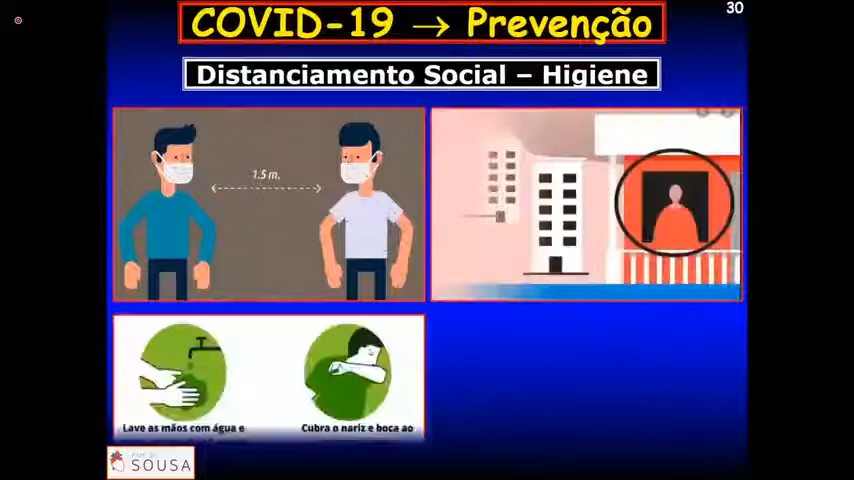 30
COVID-19 → Prevenção
Distanciamento Social – Higiene
1.5 m.
Lave as mãos com água e
Cubra o nariz e boca ao
SOUSA